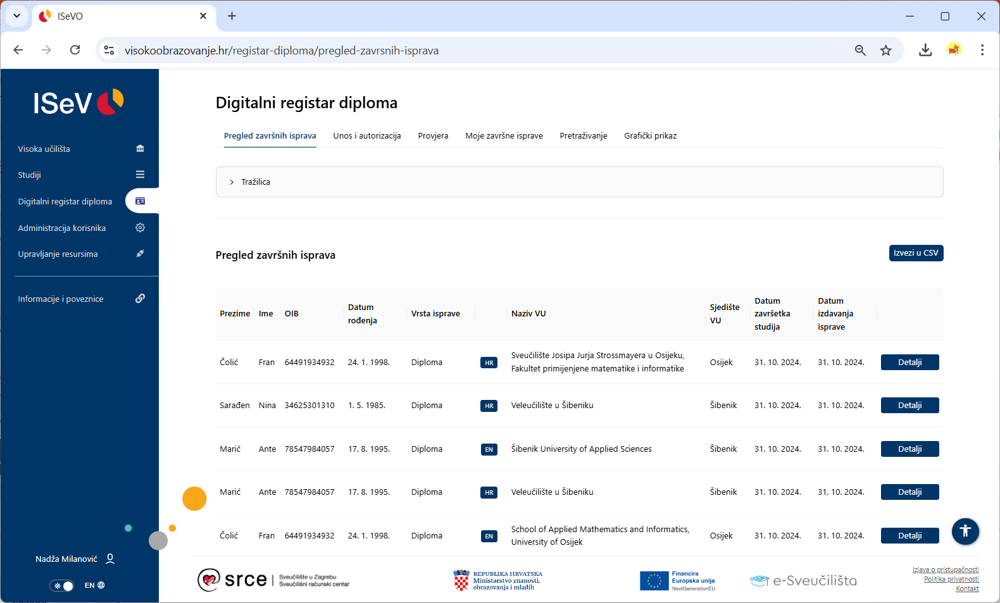 ISeVO
visokoobrazovanje.hr/registar-diploma/pregled-zavrsnih-isprava
ISeVO
Visoka učilišta
Studiji
Digitalni registar diploma
Administracija korisnika
Upravljanje resursima
Informacije i poveznice
Nadža Milanović
EN
Digitalni registar diploma
Pregled završnih isprava Unos i autorizacija Provjera Moje završne isprave Pretraživanje Grafički prikaz
Tražilica
Pregled završnih isprava Izvezi u CSV
Prezime Ime OIB Datum rođenja Vrsta isprave Naziv VU Sjedište VU Datum završetka studija Datum izdavanja isprave
Čolić Fran 64491934932 24. 1. 1998. Diploma HR Sveučilište Josipa Jurja Strossmayera u Osijeku, Fakultet primijenjene matematike i informatike Osijek 31. 10. 2024. 31. 10. 2024. Detalji
Sarađen Nina 34625301310 1. 5. 1985. Diploma HR Veleučilište u Šibeniku Šibenik 31. 10. 2024. 31. 10. 2024. Detalji
Marić Ante 78547984057 17. 8. 1995. Diploma EN Šibenik University of Applied Sciences Šibenik 31. 10. 2024. 31. 10. 2024. Detalji
Marić Ante 78547984057 17. 8. 1995. Diploma HR Veleučilište u Šibeniku Šibenik 31. 10. 2024. 31. 10. 2024. Detalji
Čolić Fran 64491934932 24. 1. 1998. Diploma EN School of Applied Mathematics and Informatics, University of Osijek Osijek 31. 10. 2024. 31. 10. 2024. Detalji
srce
Sveučilište u Zagrebu
Sveučilišni računski centar
REPUBLIKA HRVATSKA
Ministarstvo znanosti,
obrazovanja i mladih
Financira
Europska unija
NextGenerationEU
e-Sveučilišta
Izjava o pristupačnosti
Politika privatnosti
Kontakt